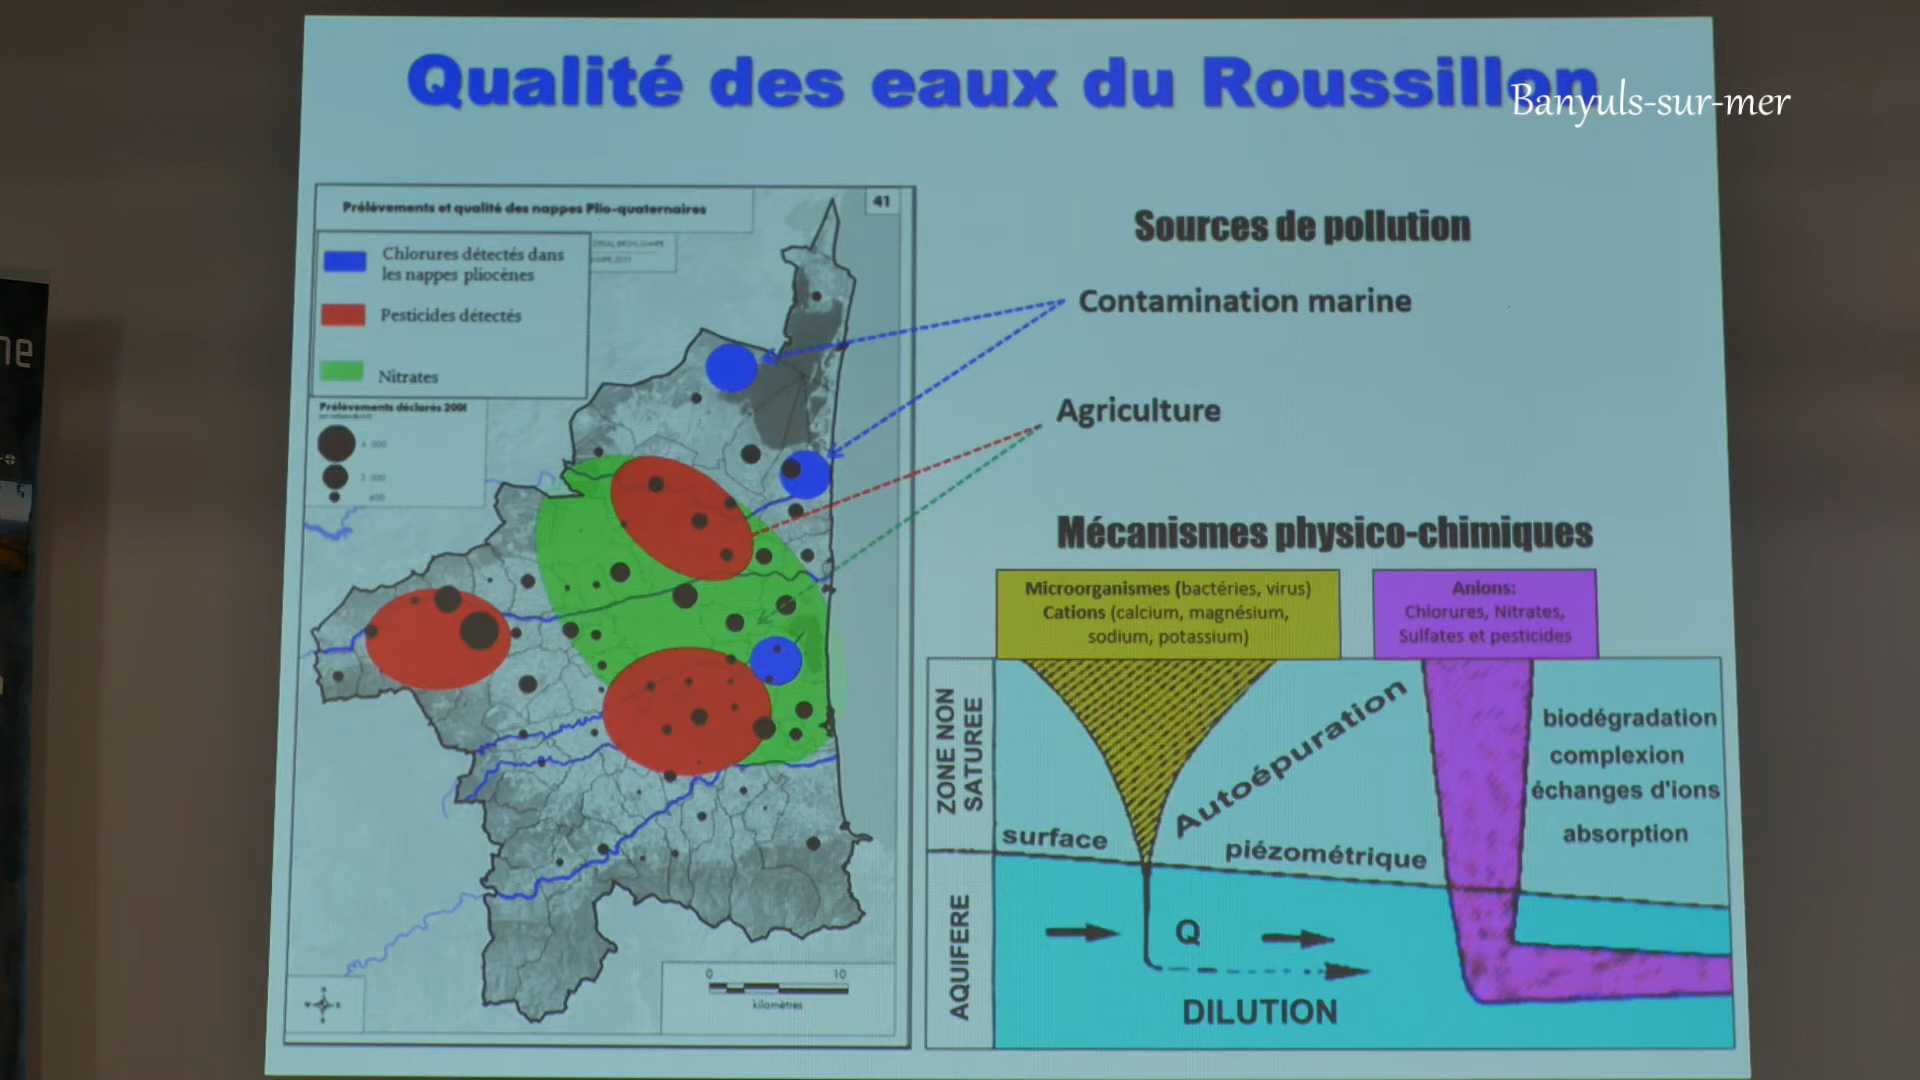 Qualité des eaux du Roussillon
Banyuls-sur-mer
Prélèvements et qualité des nappes Plio-quaternaires
41
Chlorures détectés dans
les nappes pliocènes
Pesticides détectés
Nitrates
Prélèvements déclarés
Sources de pollution
Contamination marine
Agriculture
Mécanismes physico-chimiques
Microorganismes (bactéries, virus)
Cations (calcium, magnésium,
sodium, potassium)
Anions:
Chlorures, Nitrates,
Sulfates et pesticides
ZONE NON
SATUREE
Autoépuration
biodégradation
complexion
échanges d'ions
absorption
surface
piézométrique
AQUIFERE
Q
DILUTION
0 10
kilomètres
ne